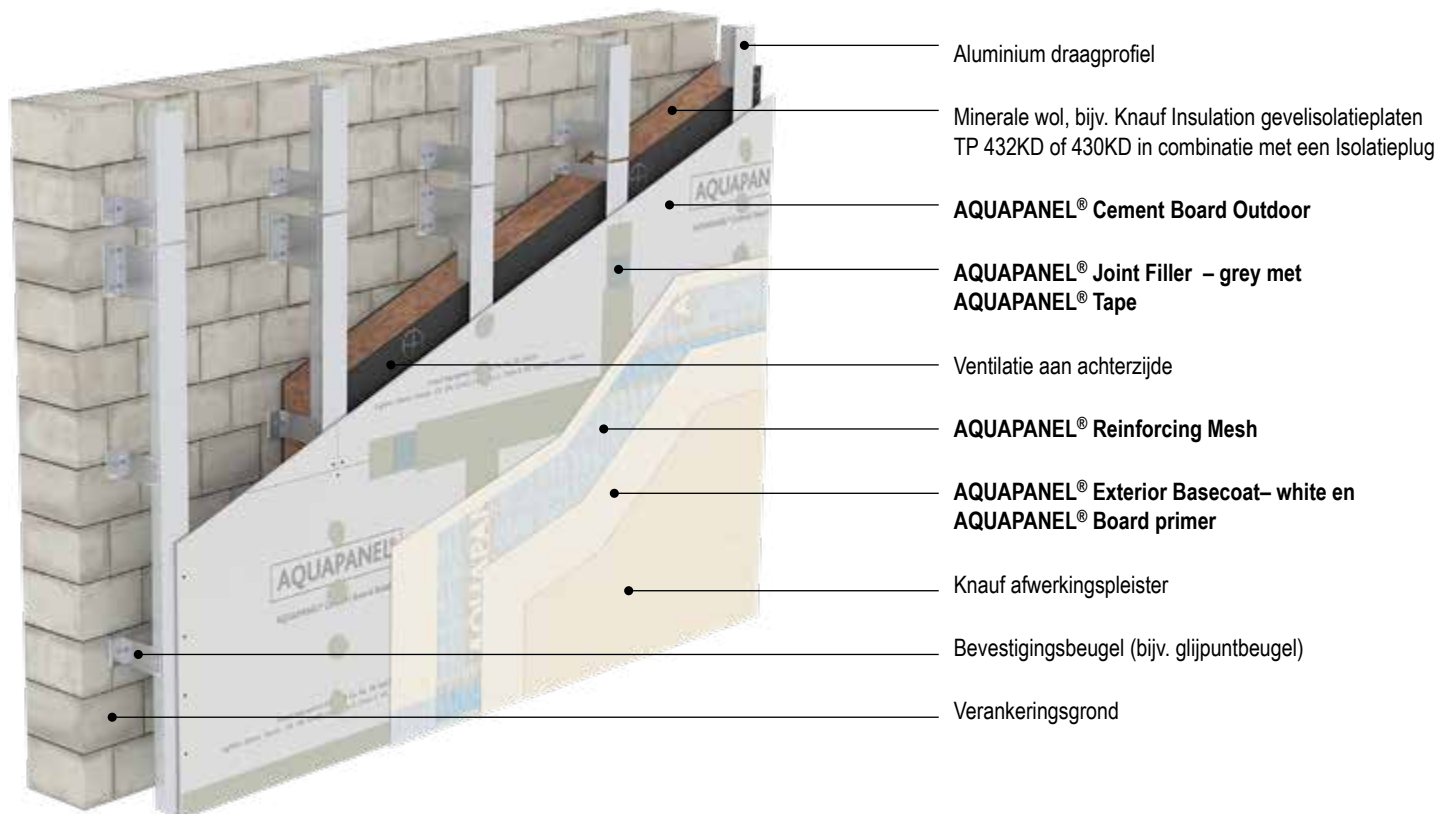 Aluminium draagprofiel
Minerale wol, bijv. Knauf Insulation gevelisolatieplaten
TP 432KD of 430KD in combinatie met een Isolatieplug
AQUAPANEL® Cement Board Outdoor
AQUAPANEL® Joint Filler – grey met
AQUAPANEL® Tape
Ventilatie aan achterzijde
AQUAPANEL® Reinforcing Mesh
AQUAPANEL® Exterior Basecoat– white en
AQUAPANEL® Board primer
Knauf afwerkingspleister
Bevestigingsbeugel (bijv. glijpuntbeugel)
Verankeringsgrond
AQUAPAN
AQUAPANEL®